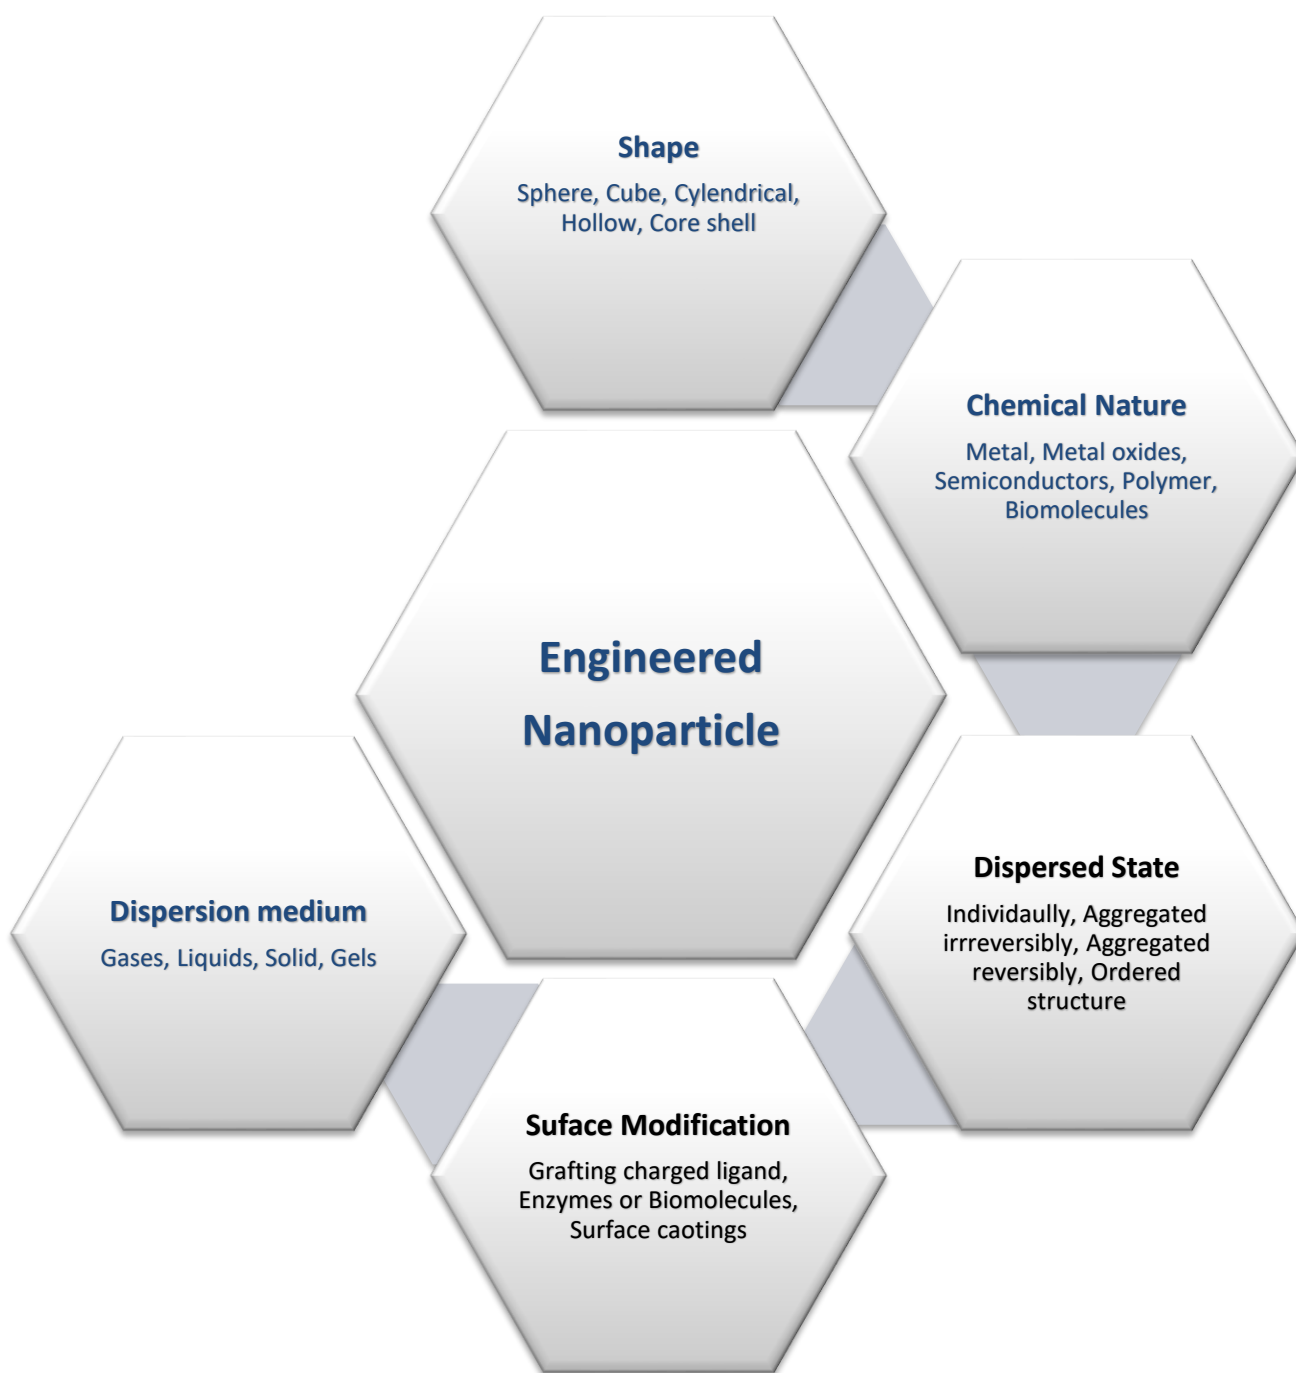 Shape
Sphere, Cube, Cylendrical,
Hollow, Core shell
Chemical Nature
Metal, Metal oxides,
Semiconductors, Polymer,
Biomolecules
Engineered
Nanoparticle
Dispersed State
Individaully, Aggregated
irrreversibly, Aggregated
reversibly, Ordered
structure
Dispersion medium
Gases, Liquids, Solid, Gels
Suface Modification
Grafting charged ligand,
Enzymes or Biomolecules,
Surface caotings